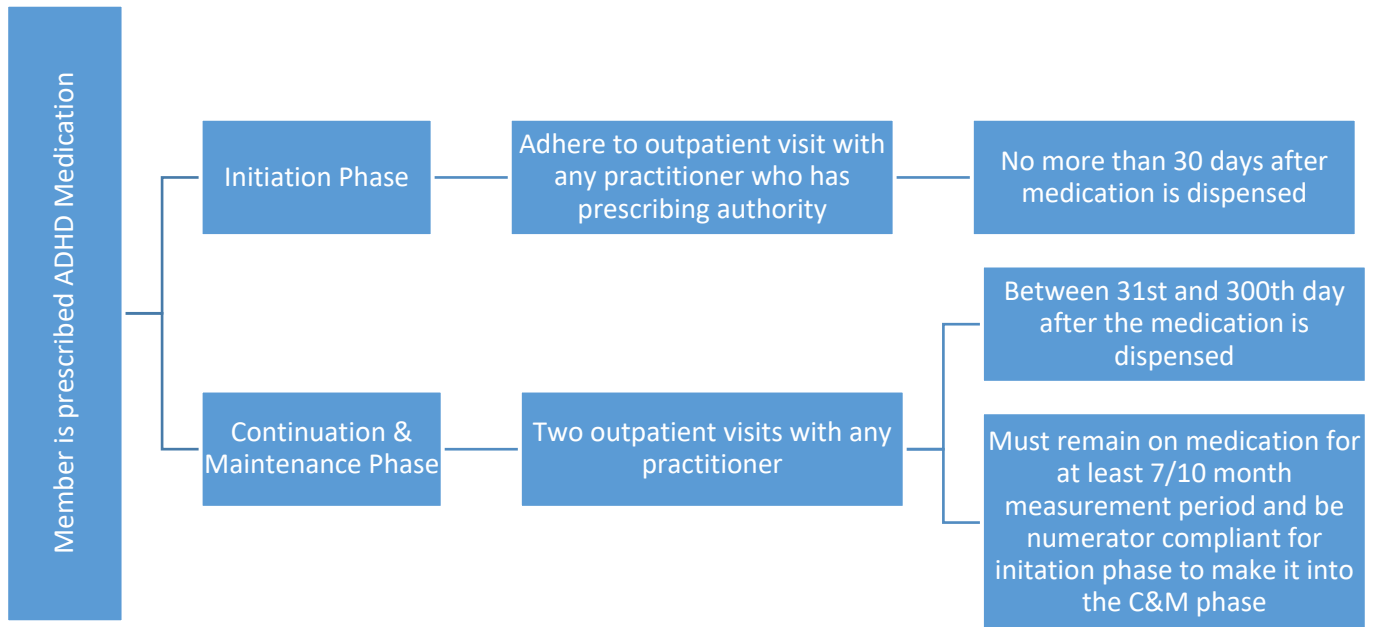 Member is prescribed ADHD Medication
Initiation Phase
Adhere to outpatient visit with
any practitioner who has
prescribing authority
No more than 30 days after
medication is dispensed
Continuation &
Maintenance Phase
Two outpatient visits with any
practitioner
Between 31st and 300th day
after the medication is
dispensed
Must remain on medication for
at least 7/10 month
measurement period and be
numerator compliant for
initation phase to make it into
the C&M phase